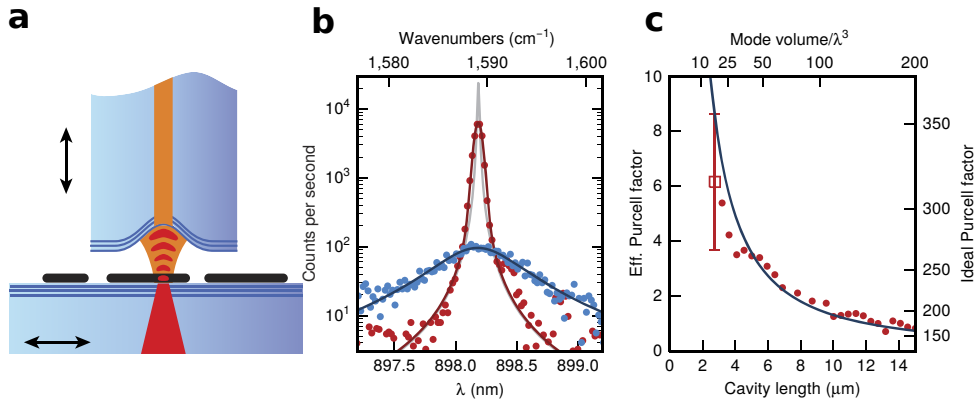 a
b
Wavenumbers (cm⁻¹)
1,580 1,590 1,600
Counts per second
10⁴
10³
10²
10¹
897.5 898.0 898.5 899.0
λ (nm)
c
Mode volume/λ³
10 25 50 100 200
Eff. Purcell factor
10
8
6
4
2
0
350
300
250
200
150
Ideal Purcell factor
0 2 4 6 8 10 12 14
Cavity length (μm)